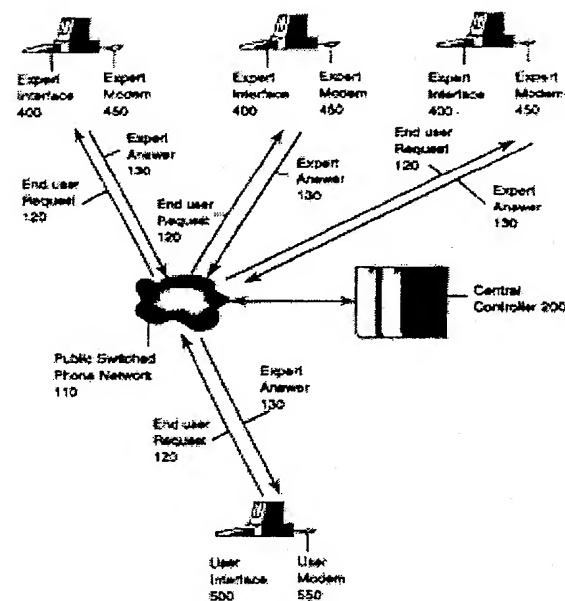 Expert
Interface
400
Expert
Modem
450
Expert
Interface
400
Expert
Modem
450
Expert
Interface
400
Expert
Modem
450
Expert
Answer
130
End user
Request
120
Expert
Answer
130
End user
Request
120
End user
Request
120
Expert
Answer
130
Central
Controller 200
Public Switched
Phone Network
110
Expert
Answer
130
End user
Request
120
User
Interface
500
User
Modem
550